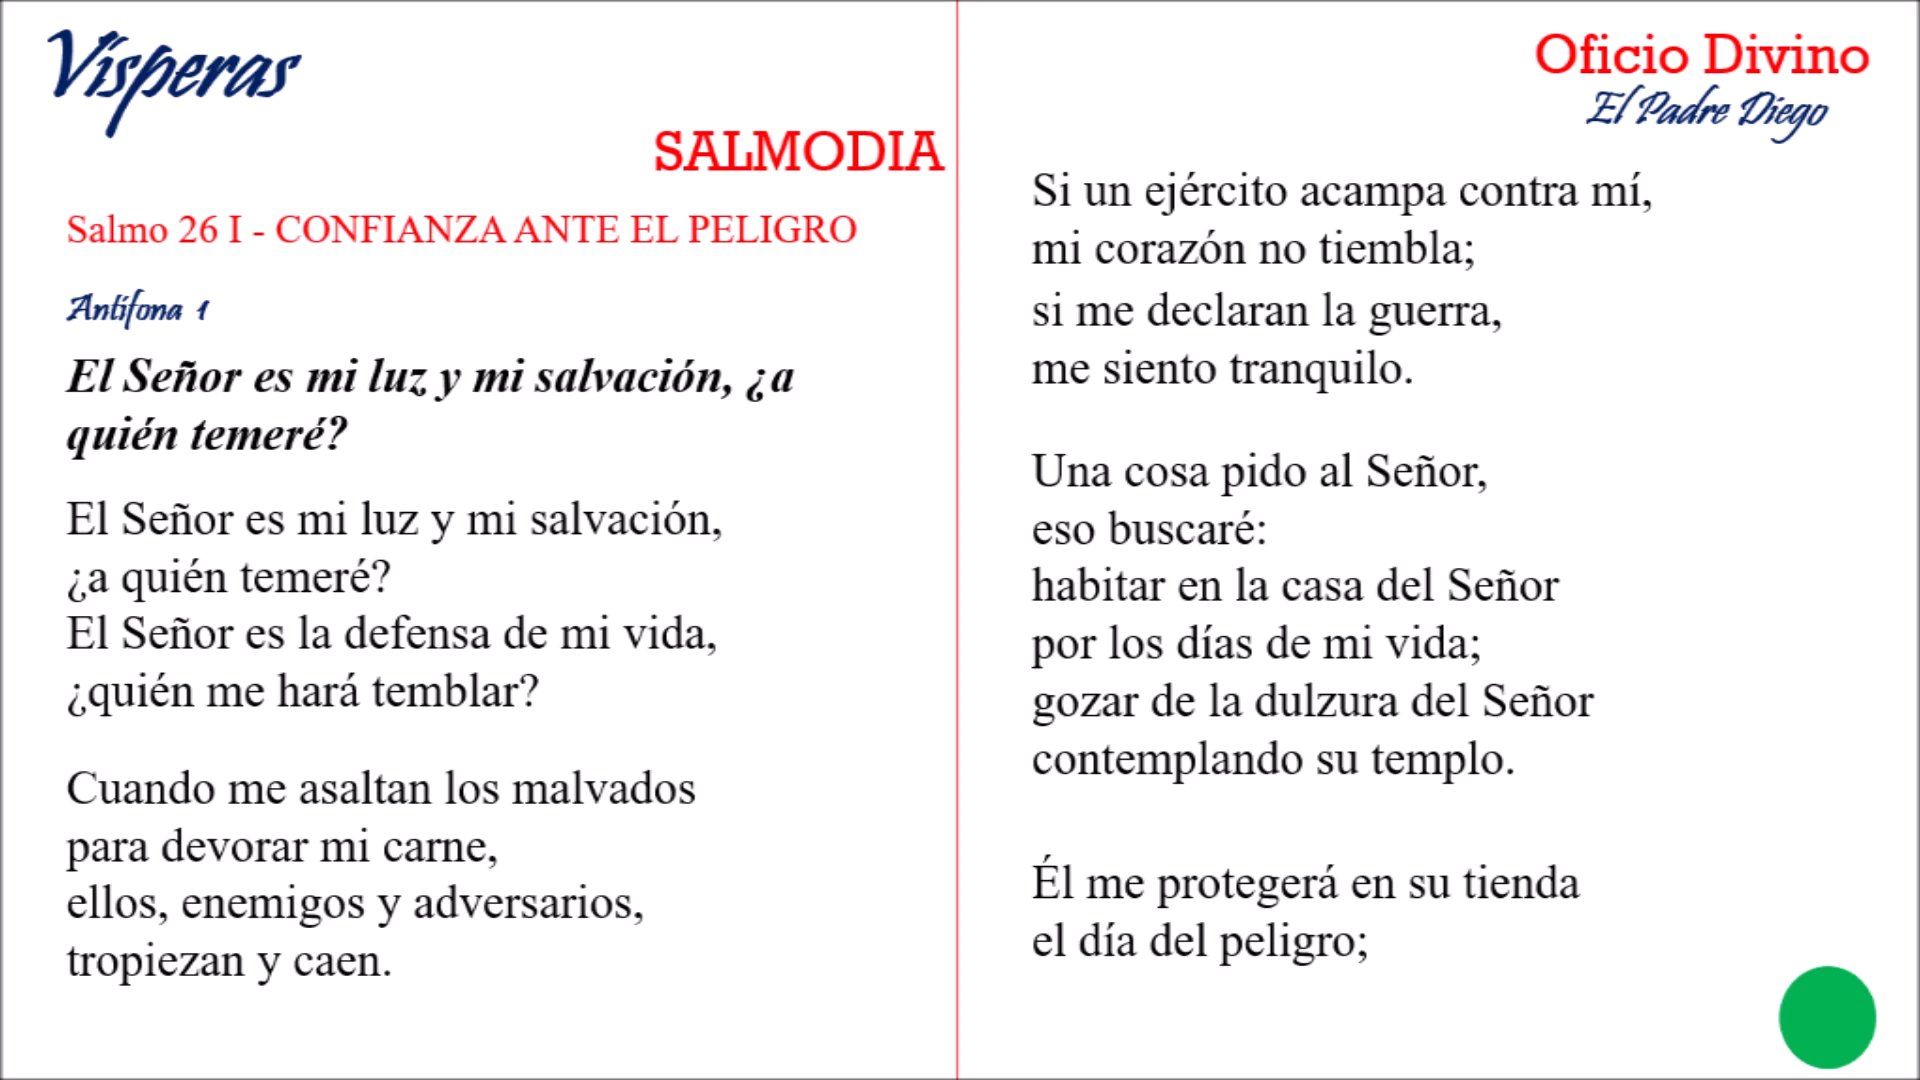 Vísperas
SALMODIA
Salmo 26 I - CONFIANZA ANTE EL PELIGRO
Antífona 1
El Señor es mi luz y mi salvación, ¿a
quién temeré?
El Señor es mi luz y mi salvación,
¿a quién temeré?
El Señor es la defensa de mi vida,
¿quién me hará temblar?
Cuando me asaltan los malvados
para devorar mi carne,
ellos, enemigos y adversarios,
tropiezan y caen.
Oficio Divino
El Padre Diego
Si un ejército acampa contra mí,
mi corazón no tiembla;
si me declaran la guerra,
me siento tranquilo.
Una cosa pido al Señor,
eso buscaré:
habitar en la casa del Señor
por los días de mi vida;
gozar de la dulzura del Señor
contemplando su templo.
Él me protegerá en su tienda
el día del peligro;